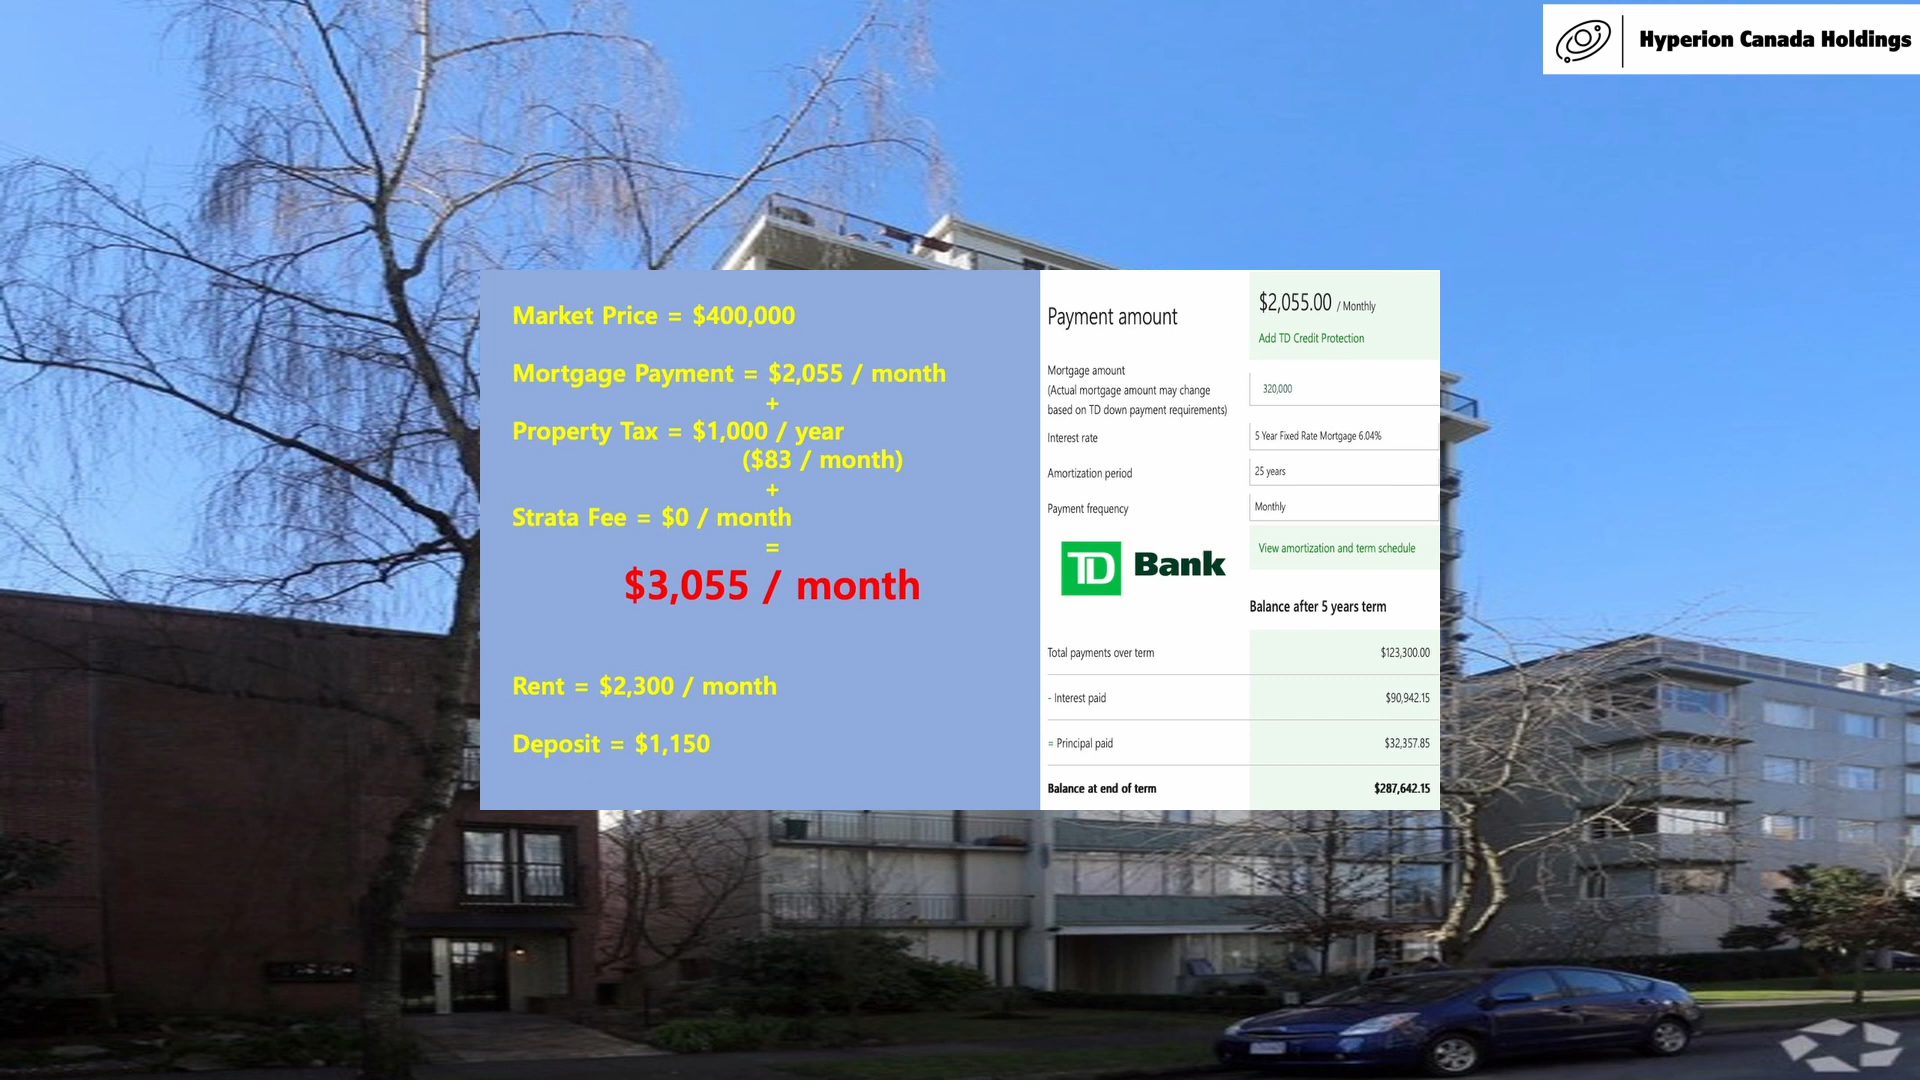 Hyperion Canada Holdings
Market Price = $400,000
Mortgage Payment = $2,055 / month
+
Property Tax = $1,000 / year
($83 / month)
+
Strata Fee = $0 / month
=
$3,055 / month
Rent = $2,300 / month
Deposit = $1,150
Payment amount
$2,055.00 / Monthly
Add TD Credit Protection
Mortgage amount
(Actual mortgage amount may change
based on TD down payment requirements)
320,000
Interest rate
5 Year Fixed Rate Mortgage 6.04%
Amortization period
25 years
Payment frequency
Monthly
View amortization and term schedule
TD Bank
Balance after 5 years term
Total payments over term
$123,300.00
- Interest paid
$90,942.15
= Principal paid
$32,357.85
Balance at end of term
$287,642.15